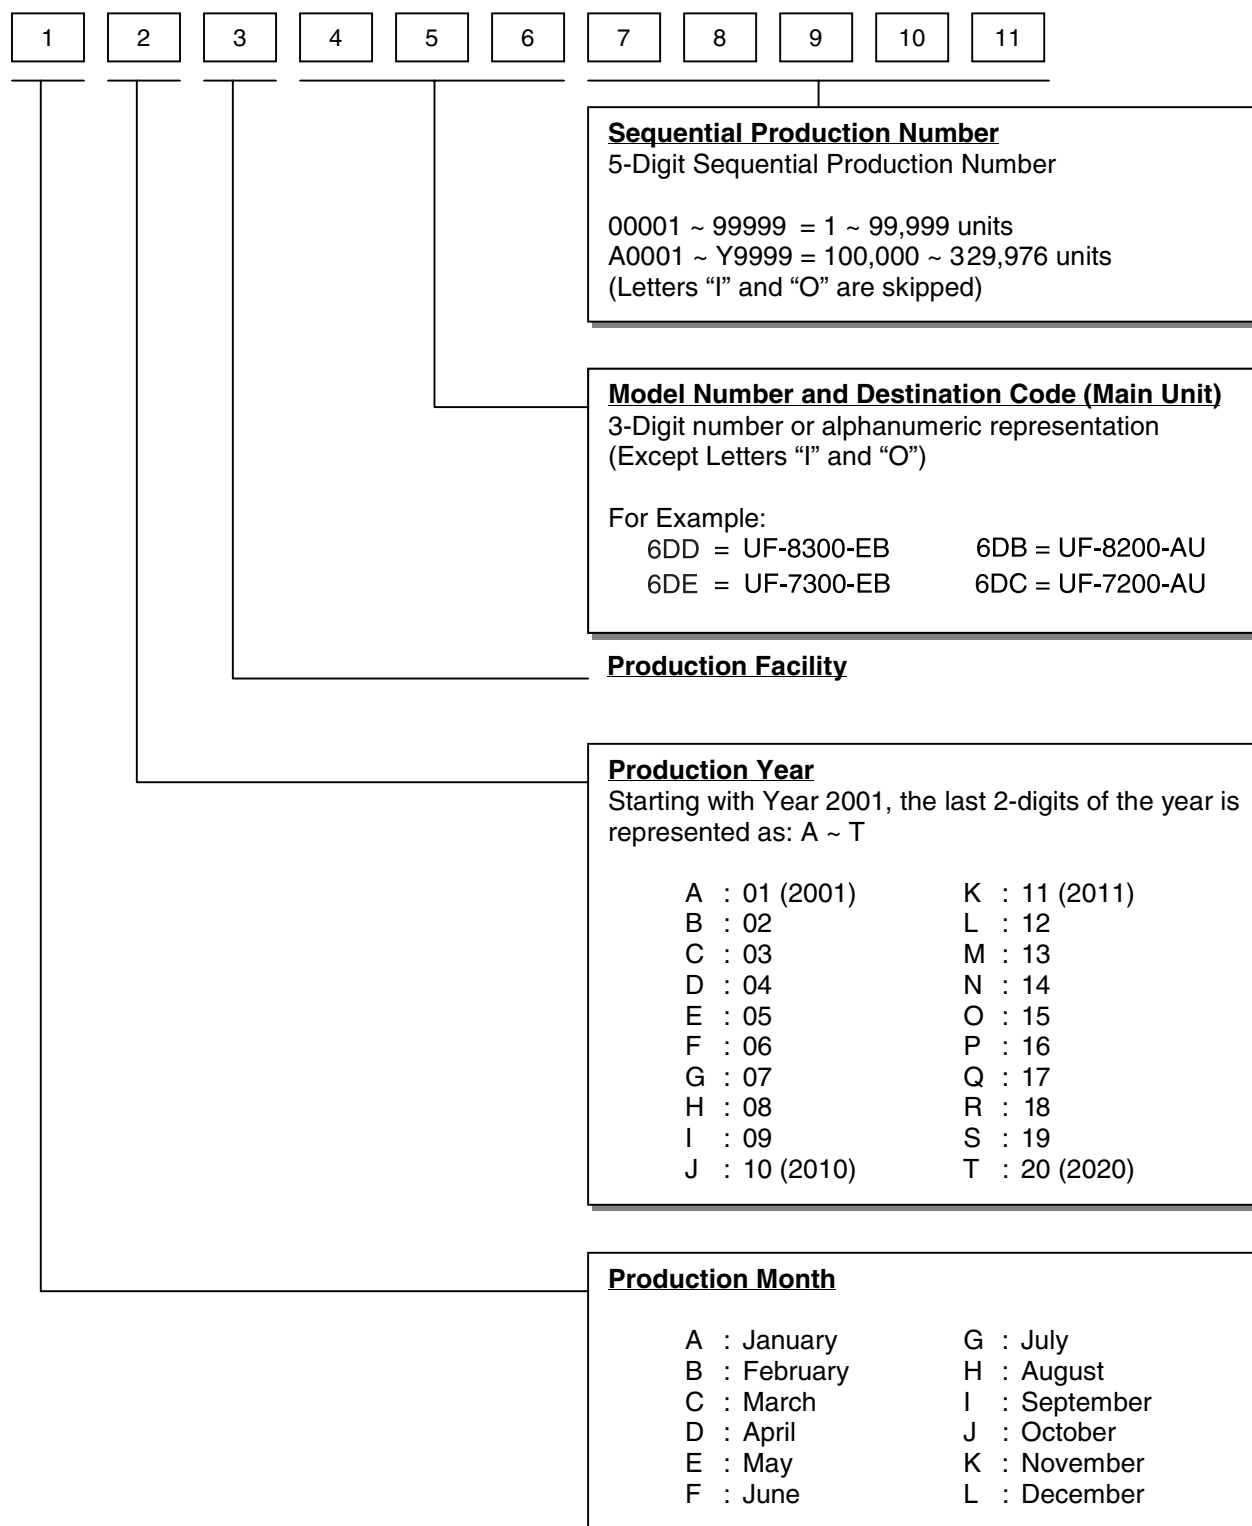 1 2 3 4 5 6 7 8 9 10 11
Sequential Production Number
5-Digit Sequential Production Number
00001 ~ 99999 = 1 ~ 99,999 units
A0001 ~ Y9999 = 100,000 ~ 329,976 units
(Letters “I” and “O” are skipped)
Model Number and Destination Code (Main Unit)
3-Digit number or alphanumeric representation
(Except Letters “I” and “O”)
For Example:
6DD = UF-8300-EB 6DB = UF-8200-AU
6DE = UF-7300-EB 6DC = UF-7200-AU
Production Facility
Production Year
Starting with Year 2001, the last 2-digits of the year is
represented as: A ~ T
A : 01 (2001) K : 11 (2011)
B : 02 L : 12
C : 03 M : 13
D : 04 N : 14
E : 05 O : 15
F : 06 P : 16
G : 07 Q : 17
H : 08 R : 18
I : 09 S : 19
J : 10 (2010) T : 20 (2020)
Production Month
A : January G : July
B : February H : August
C : March I : September
D : April J : October
E : May K : November
F : June L : December